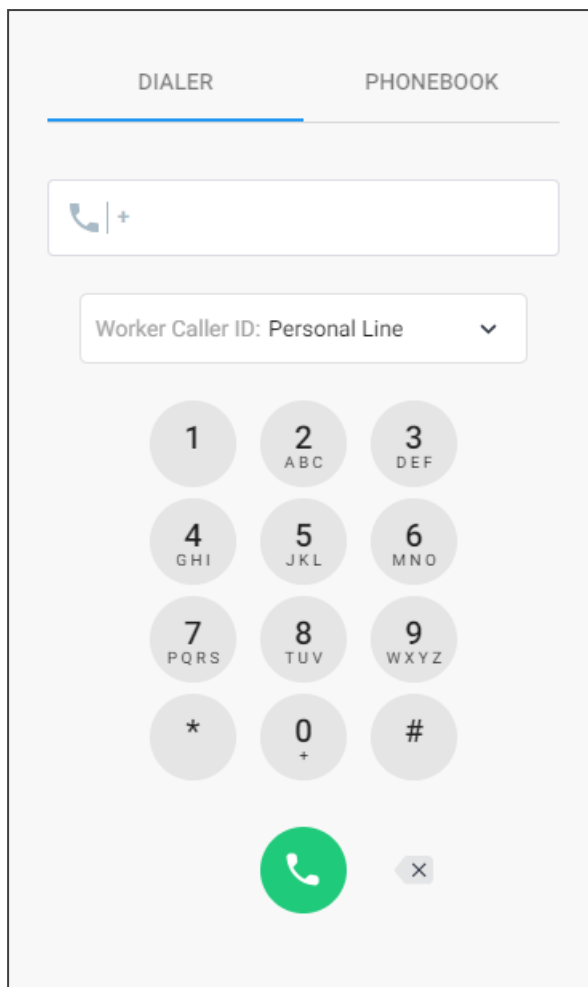 DIALER PHONEBOOK
+
Worker Caller ID: Personal Line
1 2 3
ABC DEF
4 5 6
GHI JKL MNO
7 8 9
PQRS TUV WXYZ
* 0 #
+